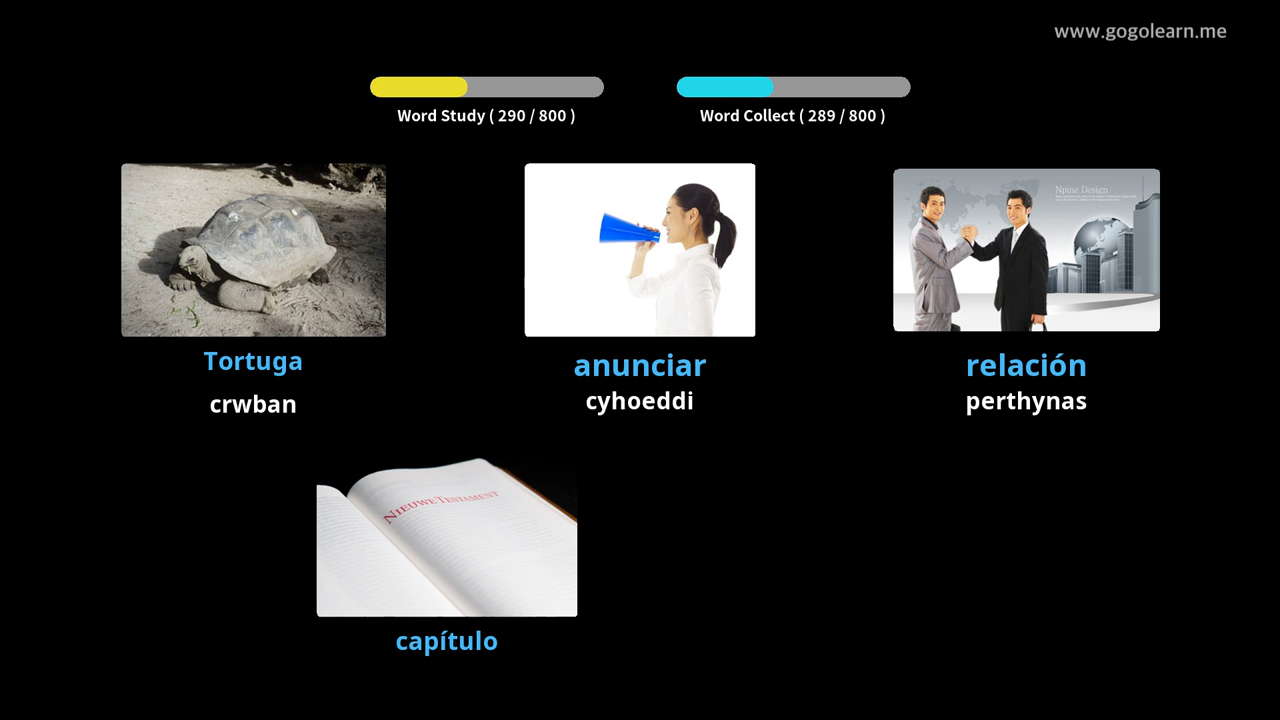 www.gogolearn.me
Word Study ( 290 / 800 )
Word Collect ( 289 / 800 )
Npine Design
Tortuga
crwban
anunciar
cyhoeddi
relación
perthynas
NIEUWE TESTAMENT
capítulo